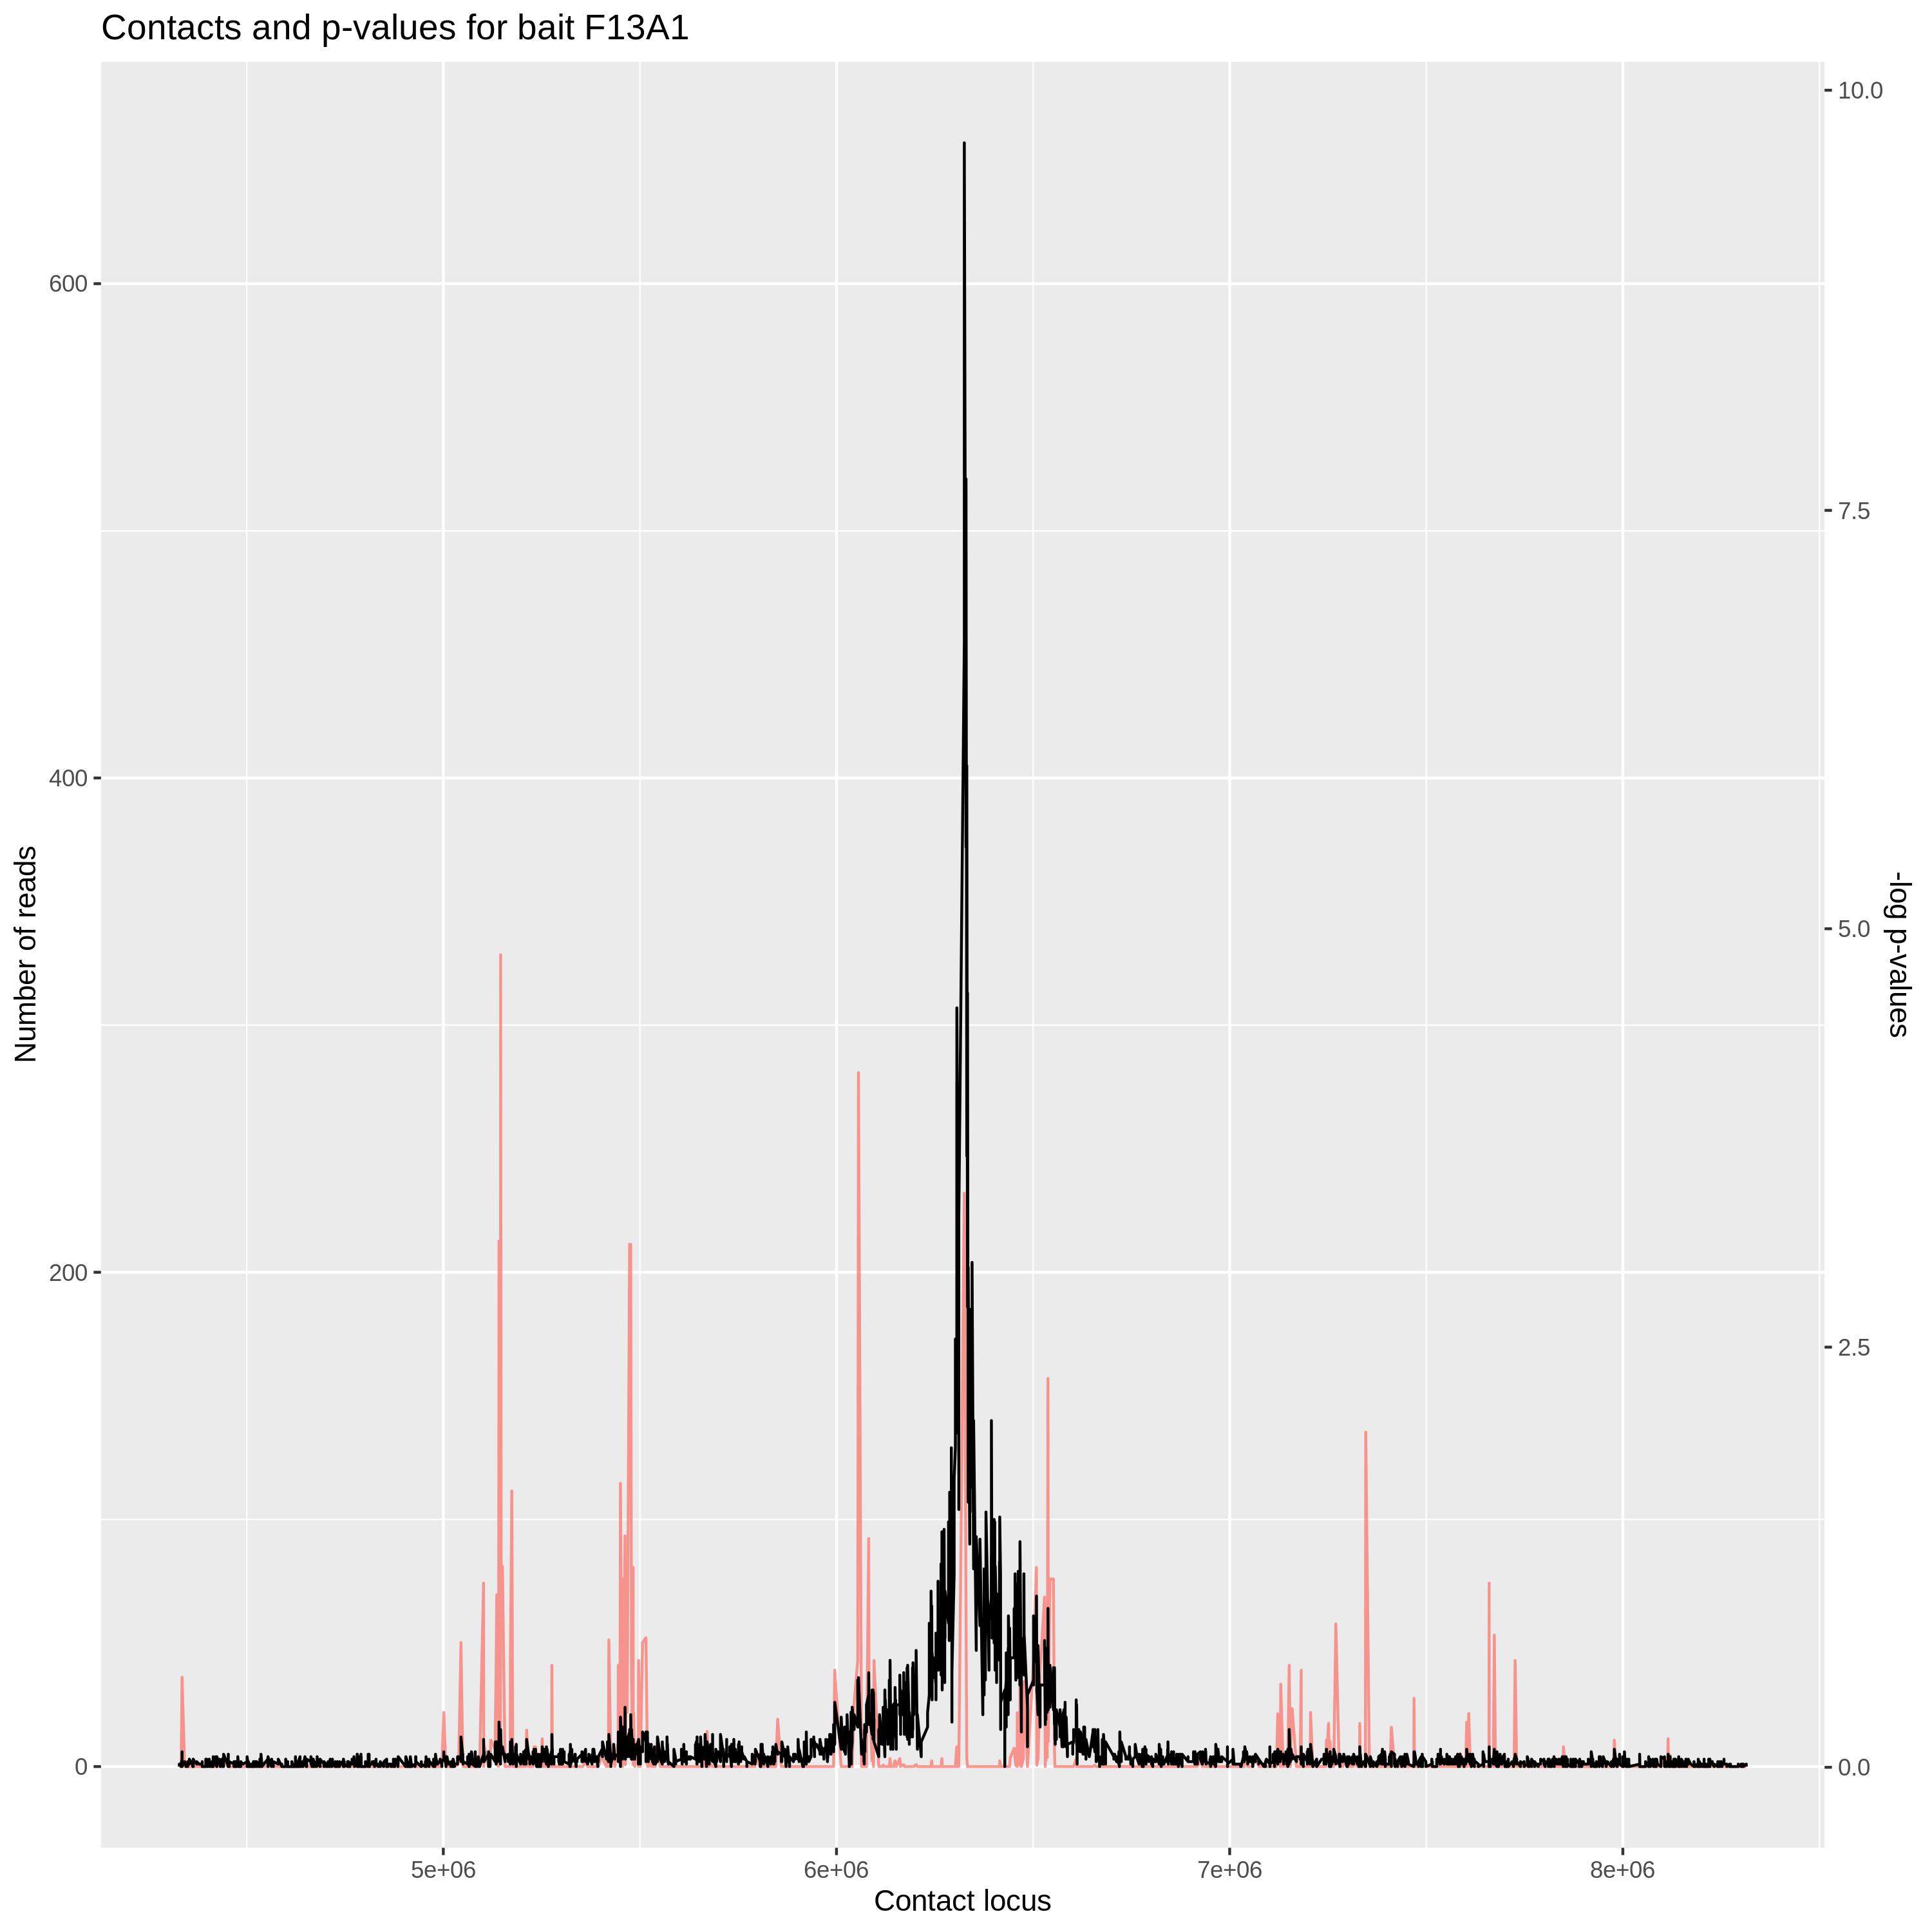 Contacts and p-values for bait F13A1
600
400
200
0
Number of reads
10.0
7.5
5.0
2.5
0.0
-log p-values
5e+06 6e+06 7e+06 8e+06
Contact locus